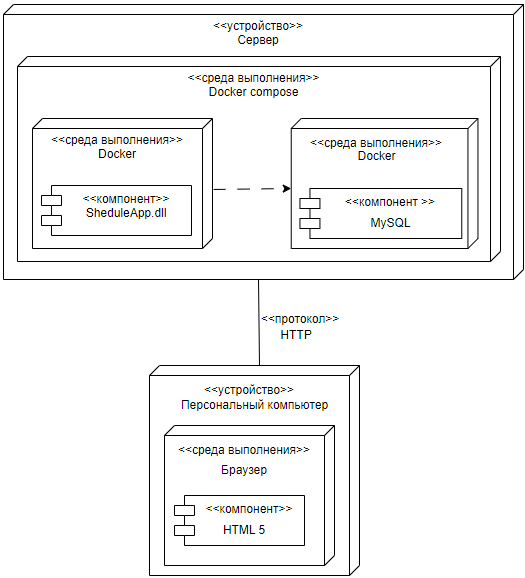 <<устройство>>
Сервер
<<среда выполнения>>
Docker compose
<<среда выполнения>>
Docker
<<компонент>>
SheduleApp.dll
<<среда выполнения>>
Docker
<<компонент >>
MySQL
<<протокол>>
HTTP
<<устройство>>
Персональный компьютер
<<среда выполнения>>
Браузер
<<компонент>>
HTML 5